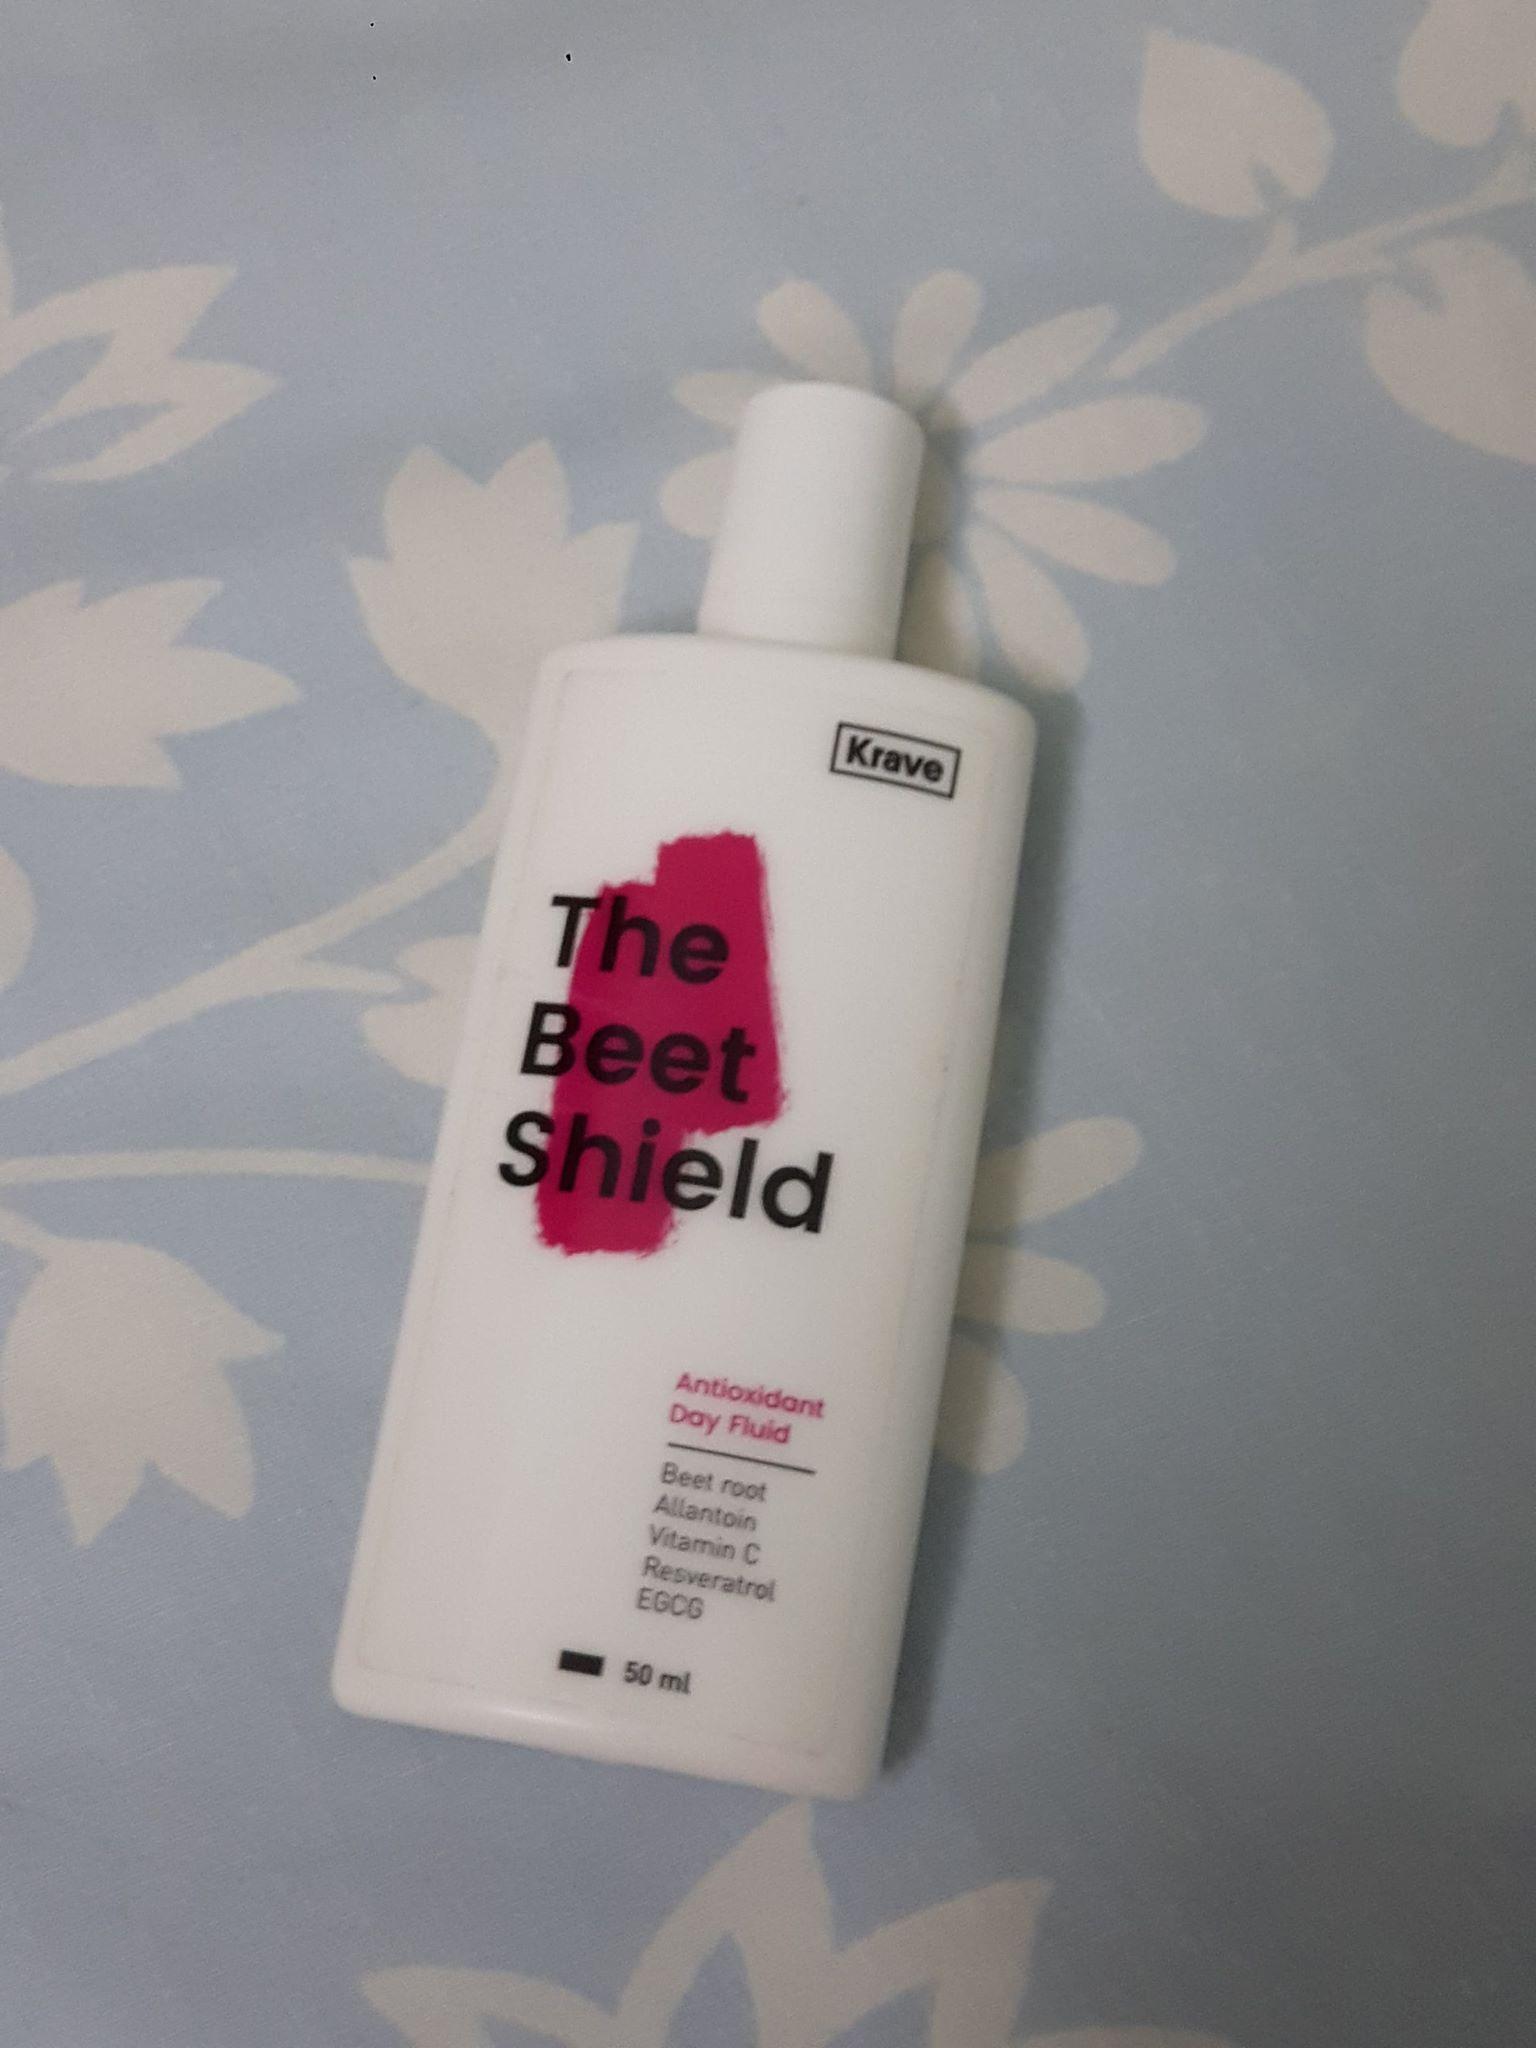 Krave
The
Beet
Shield
Antioxidant
Day Fluid
Beet root
Allantoin
Vitamin C
Resveratrol
EGCG
50 ml